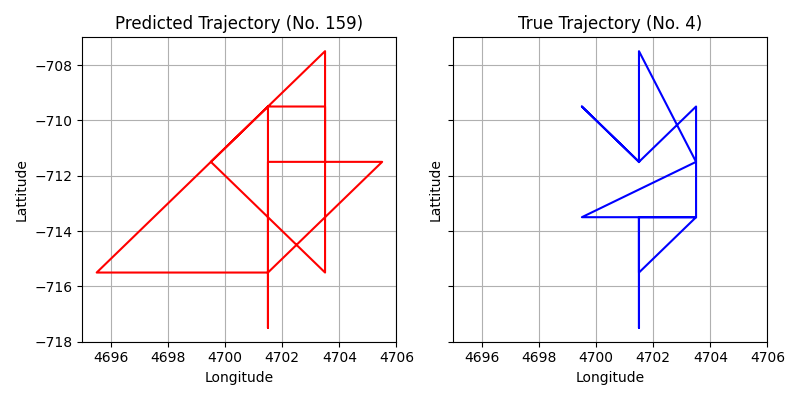 Predicted Trajectory (No. 159)
True Trajectory (No. 4)
−708
−710
−712
−714
−716
−718
Lattitude
Lattitude
4696 4698 4700 4702 4704 4706
4696 4698 4700 4702 4704 4706
Longitude
Longitude